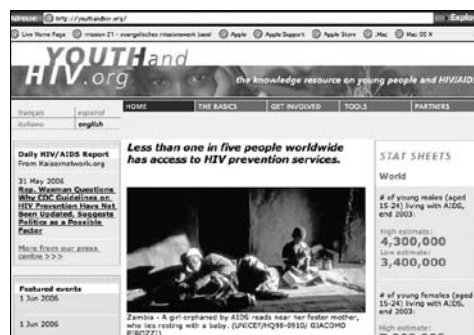 Adresse http://youthandhiv.org/
Live Home Page mission 21 - evangelisches missionswerk basel Apple Apple Support Apple Store .Mac Mac OS X
YOUTH and
HIV.org
the knowledge resource on young people and HIV/AIDS
français español
italiano english
HOME THE BASICS GET INVOLVED TOOLS PARTNERS
Daily HIV/AIDS Report
From Kaisernetwork.org
31 May 2006
Rep. Waxman Questions
Why CDC Guidelines on
HIV Prevention Have Not
Been Updated, Suggests
Politics as a Possible
Factor
More from our press
centre >>>
Featured events
1 Jun 2006
1 Jun 2006
Less than one in five people worldwide
has access to HIV prevention services.
Zambia - A girl orphaned by AIDS reads near her foster mother,
who lies resting with a baby. (UNICEF/HQ98-0910/ GIACOMO
PIROZZI)
STAT SHEETS
World
# of young males (aged
15-24) living with AIDS,
end 2003:
High estimate:
4,300,000
Low estimate:
3,400,000
# of young females (aged
15-24) living with AIDS,
end 2003:
High estimate: